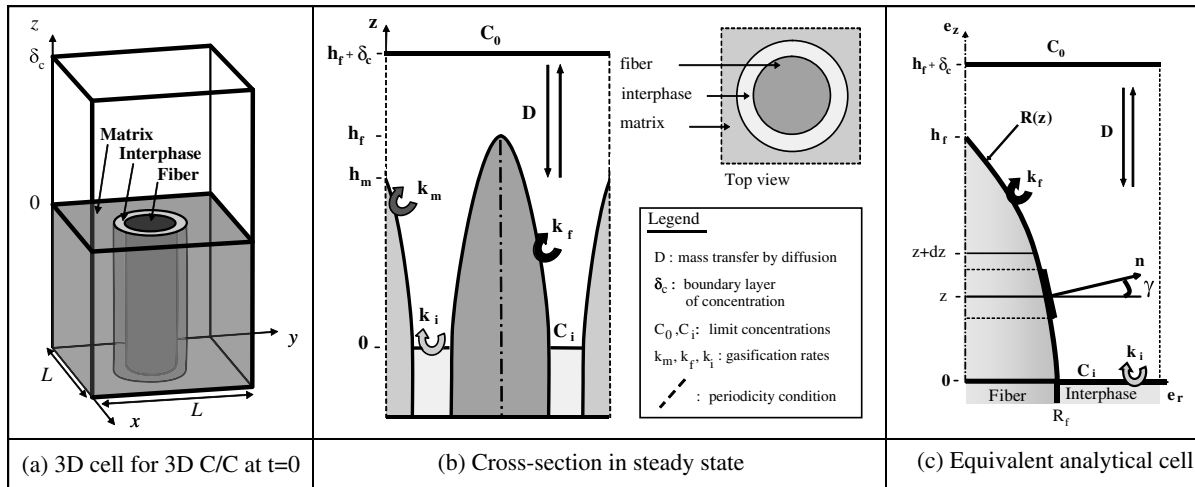 z
δc
Matrix
Interphase
Fiber
0
y
L
x
L
(a) 3D cell for 3D C/C at t=0
z
C0
hf + δc
D
hf
hm
km
kf
ki
Ci
0
fiber
interphase
matrix
Top view
Legend
D : mass transfer by diffusion
δc : boundary layer
of concentration
C0 ,Ci: limit concentrations
km, kf, ki : gasification rates
: periodicity condition
(b) Cross-section in steady state
ez
C0
hf + δc
R(z)
D
hf
kf
z+dz
n
z
γ
ki
Ci
0
Fiber
Interphase
er
Rf
(c) Equivalent analytical cell